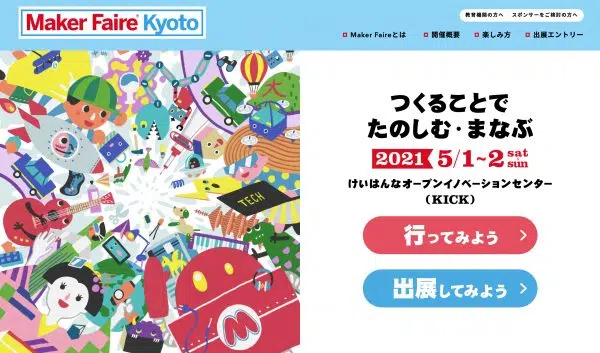 Maker Faire Kyoto
教育機関の方へ スポンサーをご検討の方へ
Maker Faireとは 開催概要 楽しみ方 出展エントリー
つくることで
たのしむ・まなぶ
2021 5/1~2 sat sun
けいはんなオープンイノベーションセンター
(KICK)
行ってみよう
出展してみよう
大
TECH
M